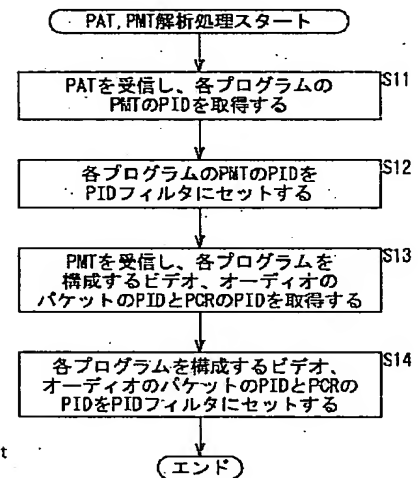 PAT,PMT解析処理スタート
PATを受信し、各プログラムの
PMTのPIDを取得する
S11
各プログラムのPMTのPIDを
PIDフィルタにセットする
S12
PMTを受信し、各プログラムを
構成するビデオ、オーディオの
パケットのPIDとPCRのPIDを取得する
S13
各プログラムを構成するビデオ、
オーディオのパケットのPIDとPCRの
PIDをPIDフィルタにセットする
S14
t
エンド